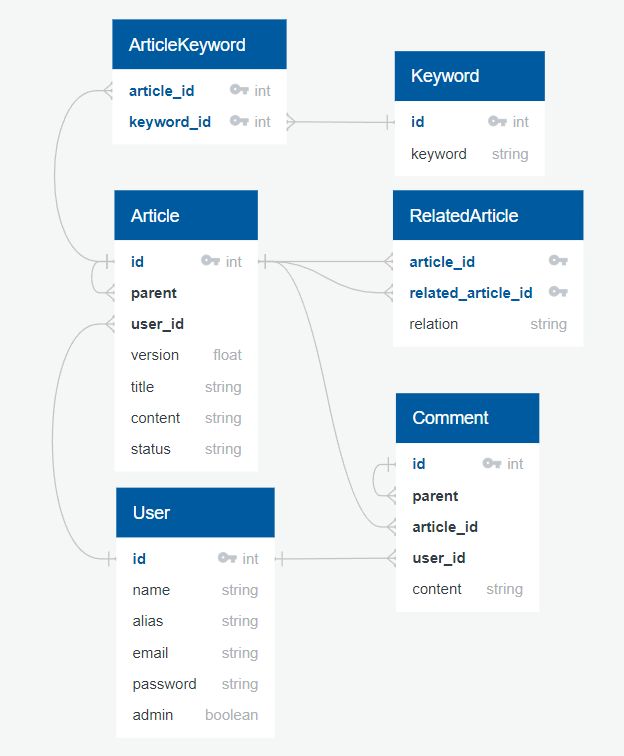 ArticleKeyword
article_id int
keyword_id int
Keyword
id int
keyword string
Article
id int
parent
user_id
version float
title string
content string
status string
RelatedArticle
article_id
related_article_id
relation string
Comment
id int
parent
article_id
user_id
content string
User
id int
name string
alias string
email string
password string
admin boolean